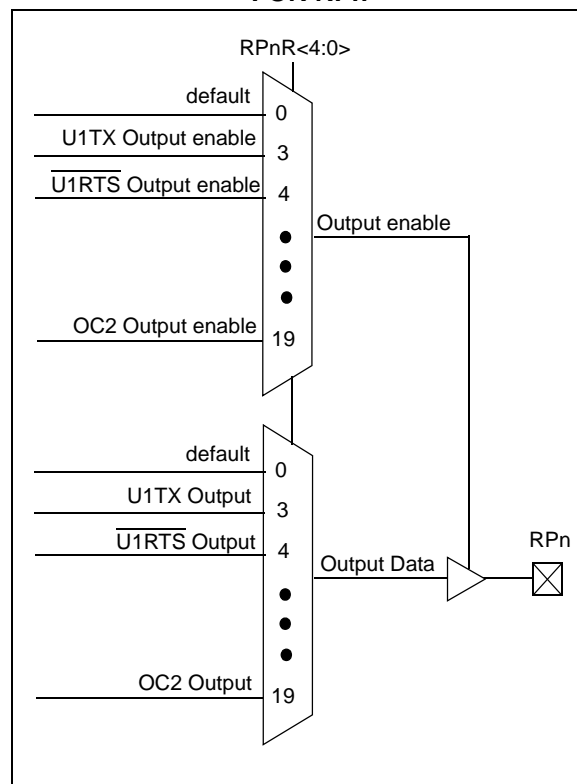 RPnR<4:0>
default
0
U1TX Output enable
3
U1RTS Output enable
4
Output enable
OC2 Output enable
19
default
0
U1TX Output
3
U1RTS Output
4
RPn
Output Data
OC2 Output
19